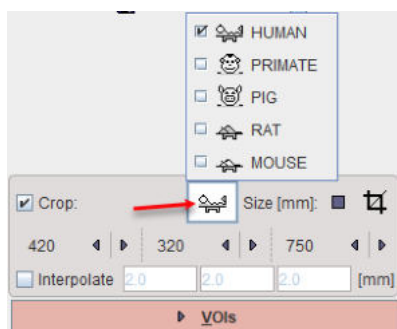 HUMAN
PRIMATE
PIG
RAT
MOUSE
Crop: Size [mm]:
420 320 750
Interpolate 2.0 2.0 2.0 [mm]
VOIs